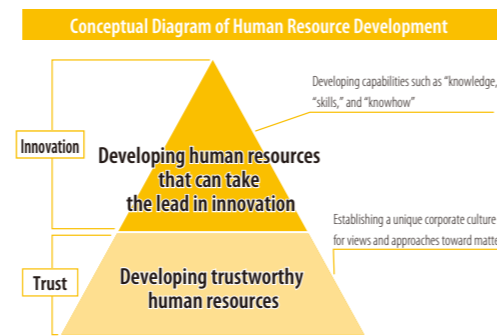 Conceptual Diagram of Human Resource Development
Developing capabilities such as “knowledge,
“skills,” and “knowhow”
Innovation
Developing human resources
that can take
the lead in innovation
Establishing a unique corporate culture
for views and approaches toward
Trust
Developing trustworthy
human resources